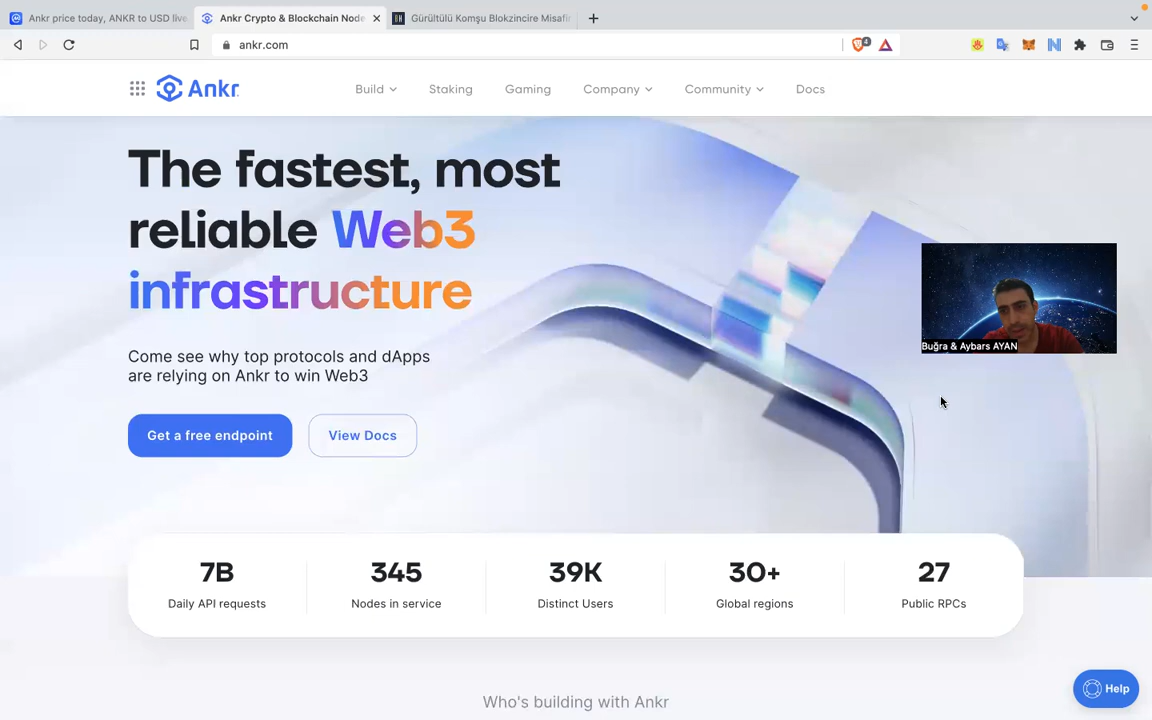 Ankr price today, ANKR to USD live
Ankr Crypto & Blockchain Node
Gürültülü Komşu Blokzincire Misafir
ankr.com
4
Ankr
Build
Staking
Gaming
Company
Community
Docs
The fastest, most
reliable Web3
infrastructure
Come see why top protocols and dApps
are relying on Ankr to win Web3
Get a free endpoint
View Docs
Buğra & Aybars AYAN
7B
Daily API requests
345
Nodes in service
39K
Distinct Users
30+
Global regions
27
Public RPCs
Who's building with Ankr
Help